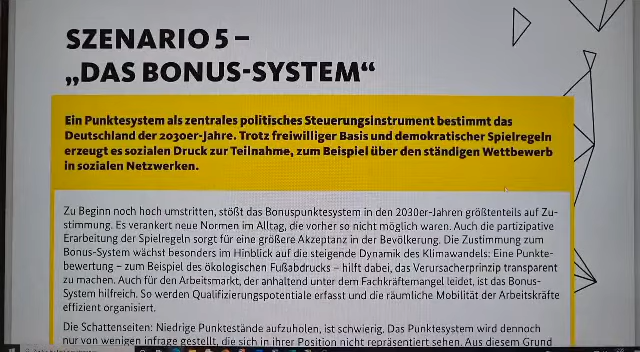 SZENARIO 5 –
„DAS BONUS-SYSTEM“
Ein Punktesystem als zentrales politisches Steuerungsinstrument bestimmt das
Deutschland der 2030er-Jahre. Trotz freiwilliger Basis und demokratischer Spielregeln
erzeugt es sozialen Druck zur Teilnahme, zum Beispiel über den ständigen Wettbewerb
in sozialen Netzwerken.
Zu Beginn noch hoch umstritten, stößt das Bonuspunktesystem in den 2030er-Jahren größtenteils auf Zu-
stimmung. Es verankert neue Normen im Alltag, die vorher so nicht möglich waren. Auch die partizipative
Erarbeitung der Spielregeln sorgt für eine größere Akzeptanz in der Bevölkerung. Die Zustimmung zum
Bonus-System wächst besonders im Hinblick auf die steigende Dynamik des Klimawandels: Eine Punkte-
bewertung – zum Beispiel des ökologischen Fußabdrucks – hilft dabei, das Verursacherprinzip transparent
zu machen. Auch für den Arbeitsmarkt, der anhaltend unter dem Fachkräftemangel leidet, ist das Bonus-
System hilfreich. So werden Qualifizierungspotentiale erfasst und die räumliche Mobilität der Arbeitskräfte
effizient organisiert.
Die Schattenseiten: Niedrige Punktestände aufzuholen, ist schwierig. Das Punktesystem wird dennoch
nur von wenigen infrage gestellt, die sich in ihrer Position nicht repräsentiert sehen. Aus diesem Grund